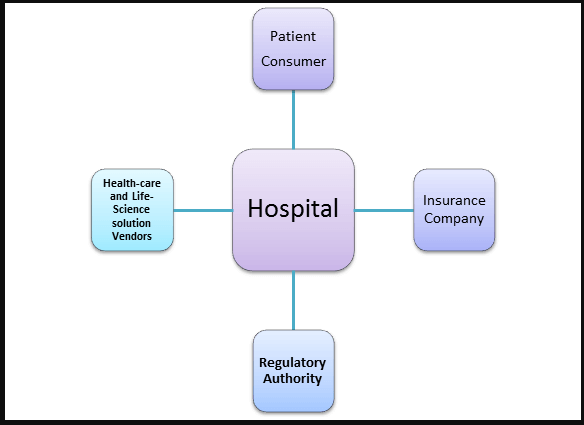 Patient
Consumer
Health-care
and Life-
Science
solution
Vendors
Hospital
Insurance
Company
Regulatory
Authority